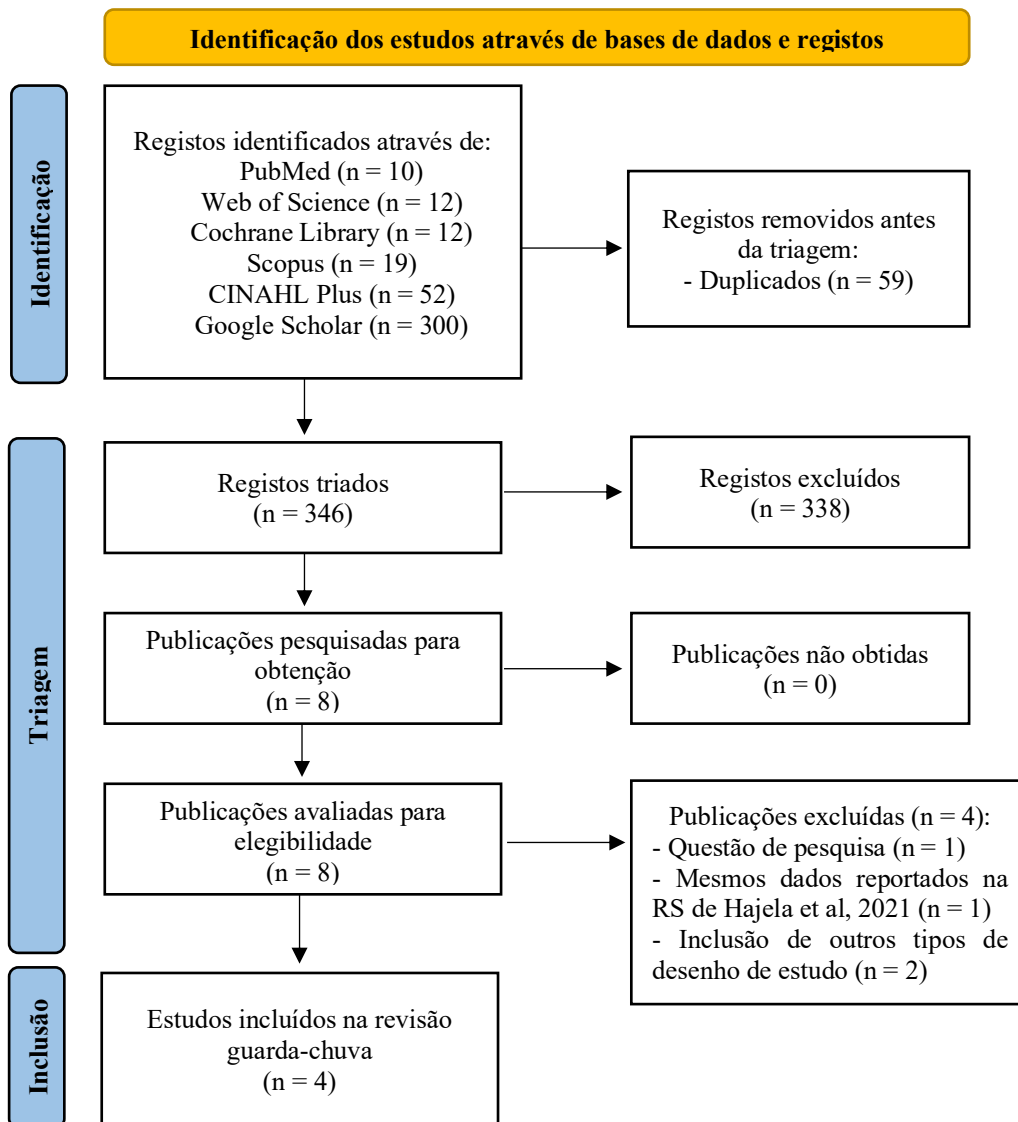 Identificação dos estudos através de bases de dados e registos
Identificação
Registos identificados através de:
PubMed (n = 10)
Web of Science (n = 12)
Cochrane Library (n = 12)
Scopus (n = 19)
CINAHL Plus (n = 52)
Google Scholar (n = 300)
Registos removidos antes
da triagem:
- Duplicados (n = 59)
Triagem
Registos triados
(n = 346)
Registos excluídos
(n = 338)
Publicações pesquisadas para
obtenção
(n = 8)
Publicações não obtidas
(n = 0)
Publicações avaliadas para
elegibilidade
(n = 8)
Publicações excluídas (n = 4):
- Questão de pesquisa (n = 1)
- Mesmos dados reportados na
RS de Hajela et al, 2021 (n = 1)
- Inclusão de outros tipos de
desenho de estudo (n = 2)
Inclusão
Estudos incluídos na revisão
guarda-chuva
(n = 4)